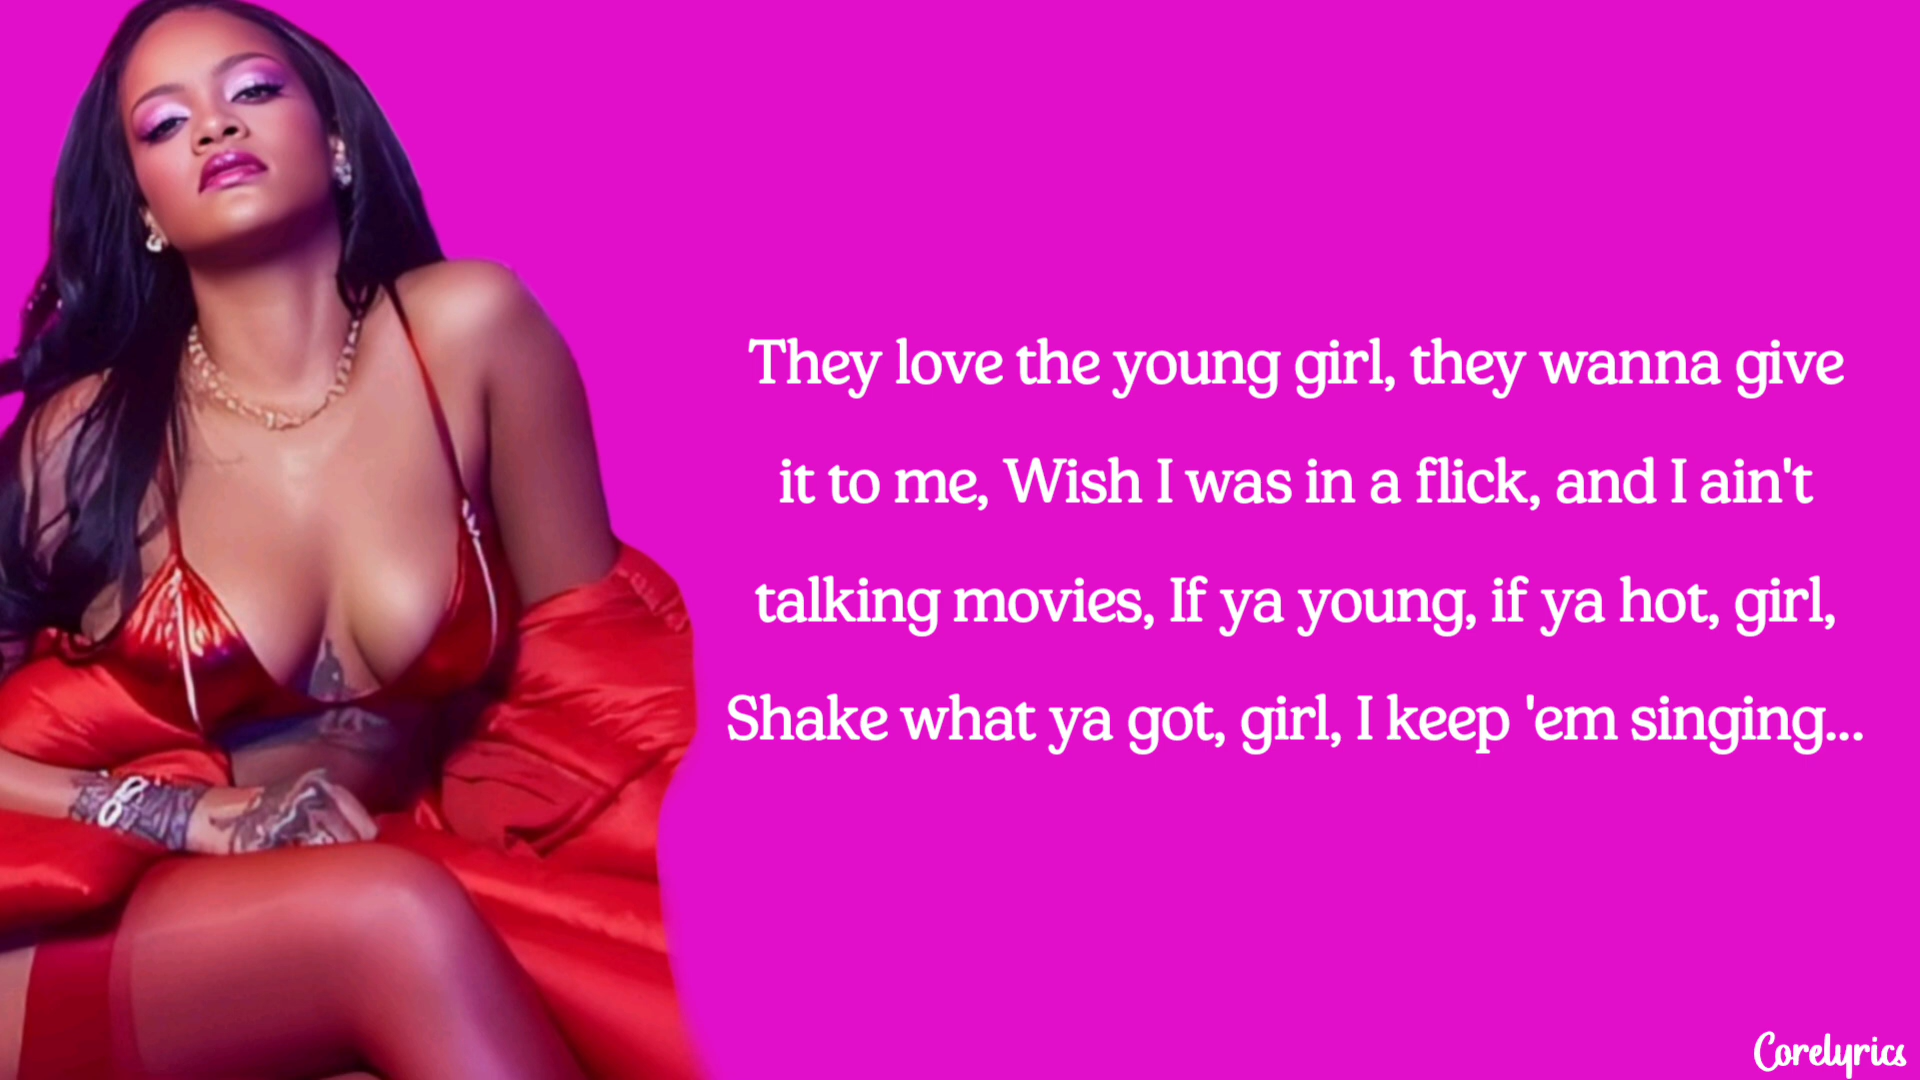 They love the young girl, they wanna give
it to me, Wish I was in a flick, and I ain't
talking movies, If ya young, if ya hot, girl,
Shake what ya got, girl, I keep 'em singing...
Corelyrics